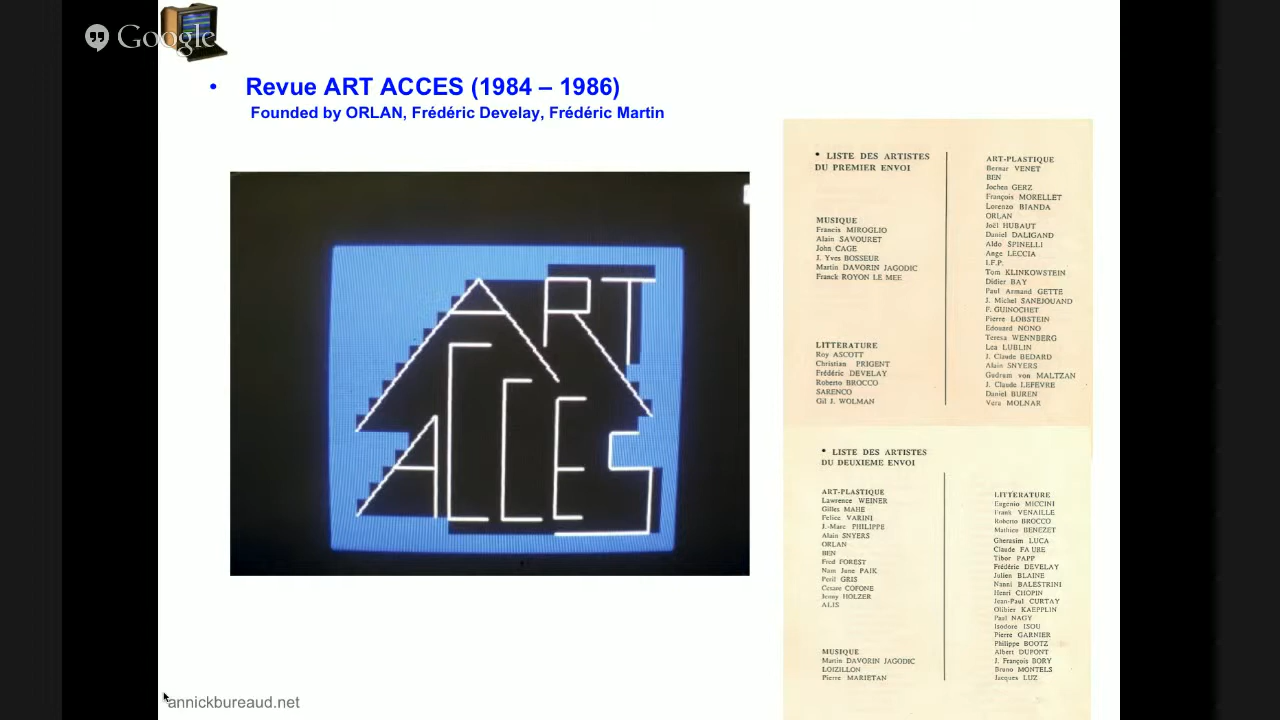 Google
• Revue ART ACCES (1984 – 1986)
Founded by ORLAN, Frédéric Develay, Frédéric Martin
ART
ACCES
• LISTE DES ARTISTES
DU PREMIER ENVOI
MUSIQUE
Francis MIROGLIO
Alain SAVOURET
John CAGE
J. Yves BOSSEUR
Martin DAVORIN JAGODIC
Franck ROYON LE MEE
LITTERATURE
Roy ASCOTT
Christian PRIGENT
Frédéric DEVELAY
Roberto BROCCO
SARENCO
Gil J. WOLMAN
ART-PLASTIQUE
Bernar VENET
BEN
Jochen GERZ
François MORELLET
Lorenzo BIANDA
ORLAN
Joël HUBAUT
Daniel DALIGAND
Aldo SPINELLI
Ange LECCIA
I.F.P.
Tom KLINKOWSTEIN
Didier BAY
Paul Armand GETTE
J. Michel SANEJOUAND
F. GUINOCHET
Pierre LOBSTEIN
Edouard NONO
Teresa WENNBERG
Lea LUBLIN
J. Claude BEDARD
Alain SNYERS
Gudrum von MALTZAN
J. Claude LEFEVRE
Daniel BUREN
Vera MOLNAR
• LISTE DES ARTISTES
DU DEUXIEME ENVOI
ART-PLASTIQUE
Lawrence WEINER
Gilles MAHE
Felice VARINI
J.-Marc PHILIPPE
Alain SNYERS
ORLAN
BEN
Fred FOREST
Nam June PAIK
Peril GRIS
Cesare COFONE
Jenny HOLZER
ALIS
MUSIQUE
Martin DAVORIN JAGODIC
LOIZILLON
Pierre MARIETAN
LITTERATURE
Eugenio MICCINI
Frank VENAILLE
Roberto BROCCO
Mathieu BENEZET
Gherasim LUCA
Claude FAURE
Tibor PAPP
Frédéric DEVELAY
Julien BLAINE
Nanni BALESTRINI
Henri CHOPIN
Jean-Paul CURTAY
Olibier KAEPPLIN
Paul NAGY
Isodore ISOU
Pierre GARNIER
Philippe BOOTZ
Albert DUPONT
J. François BORY
Bruno MONTELS
Jacques LUZ
annickbureaud.net